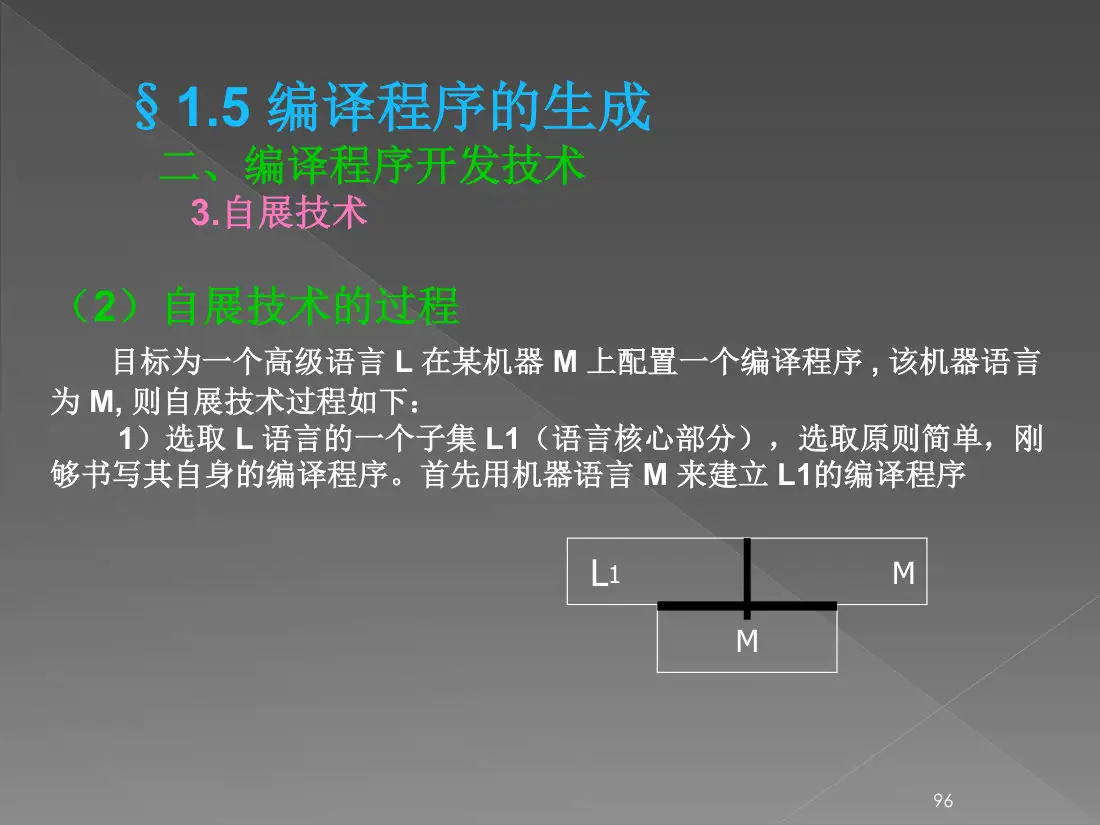 §1.5 编译程序的生成
二、编译程序开发技术
3.自展技术
（2）自展技术的过程
目标为一个高级语言 L 在某机器 M 上配置一个编译程序 , 该机器语言
为 M, 则自展技术过程如下：
1）选取 L 语言的一个子集 L1（语言核心部分），选取原则简单，刚
够书写其自身的编译程序。首先用机器语言 M 来建立 L1的编译程序
L1 M
M
96